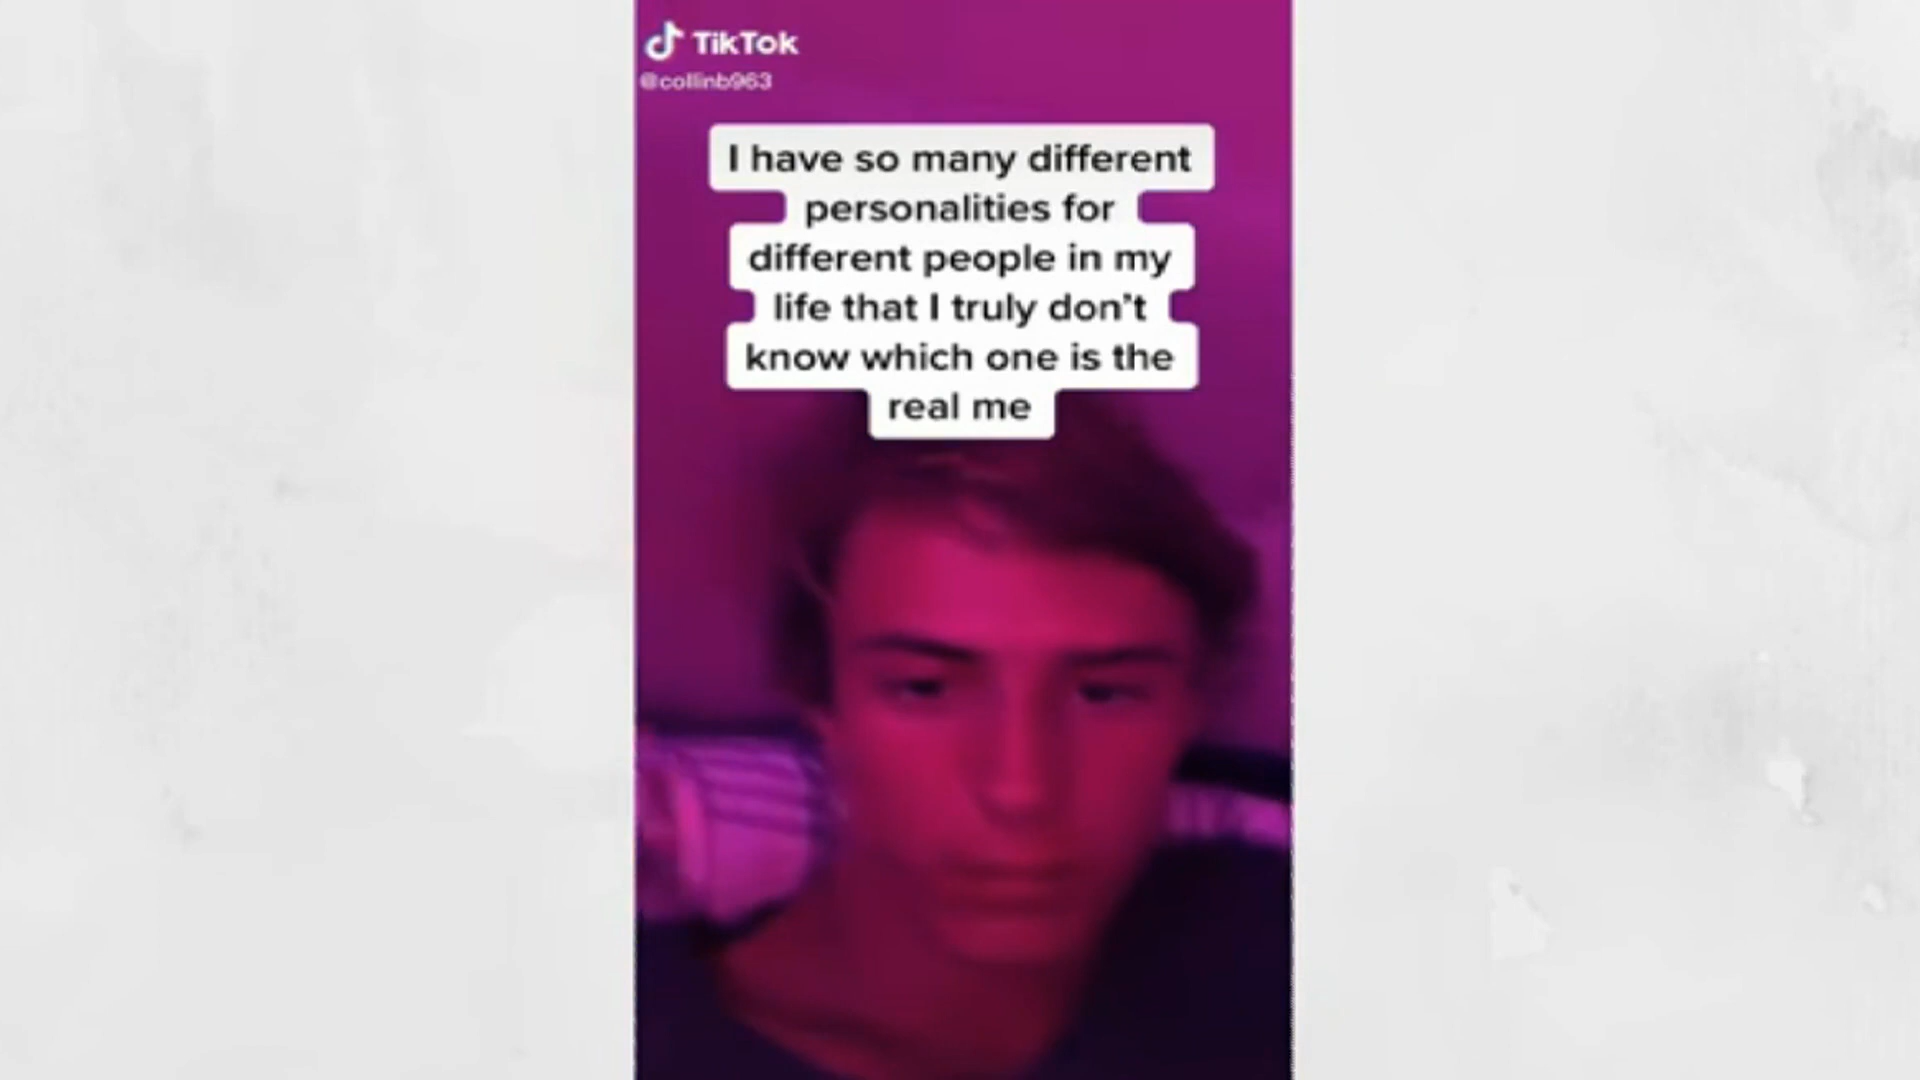 TikTok
@collinb963
I have so many different
personalities for
different people in my
life that I truly don't
know which one is the
real me